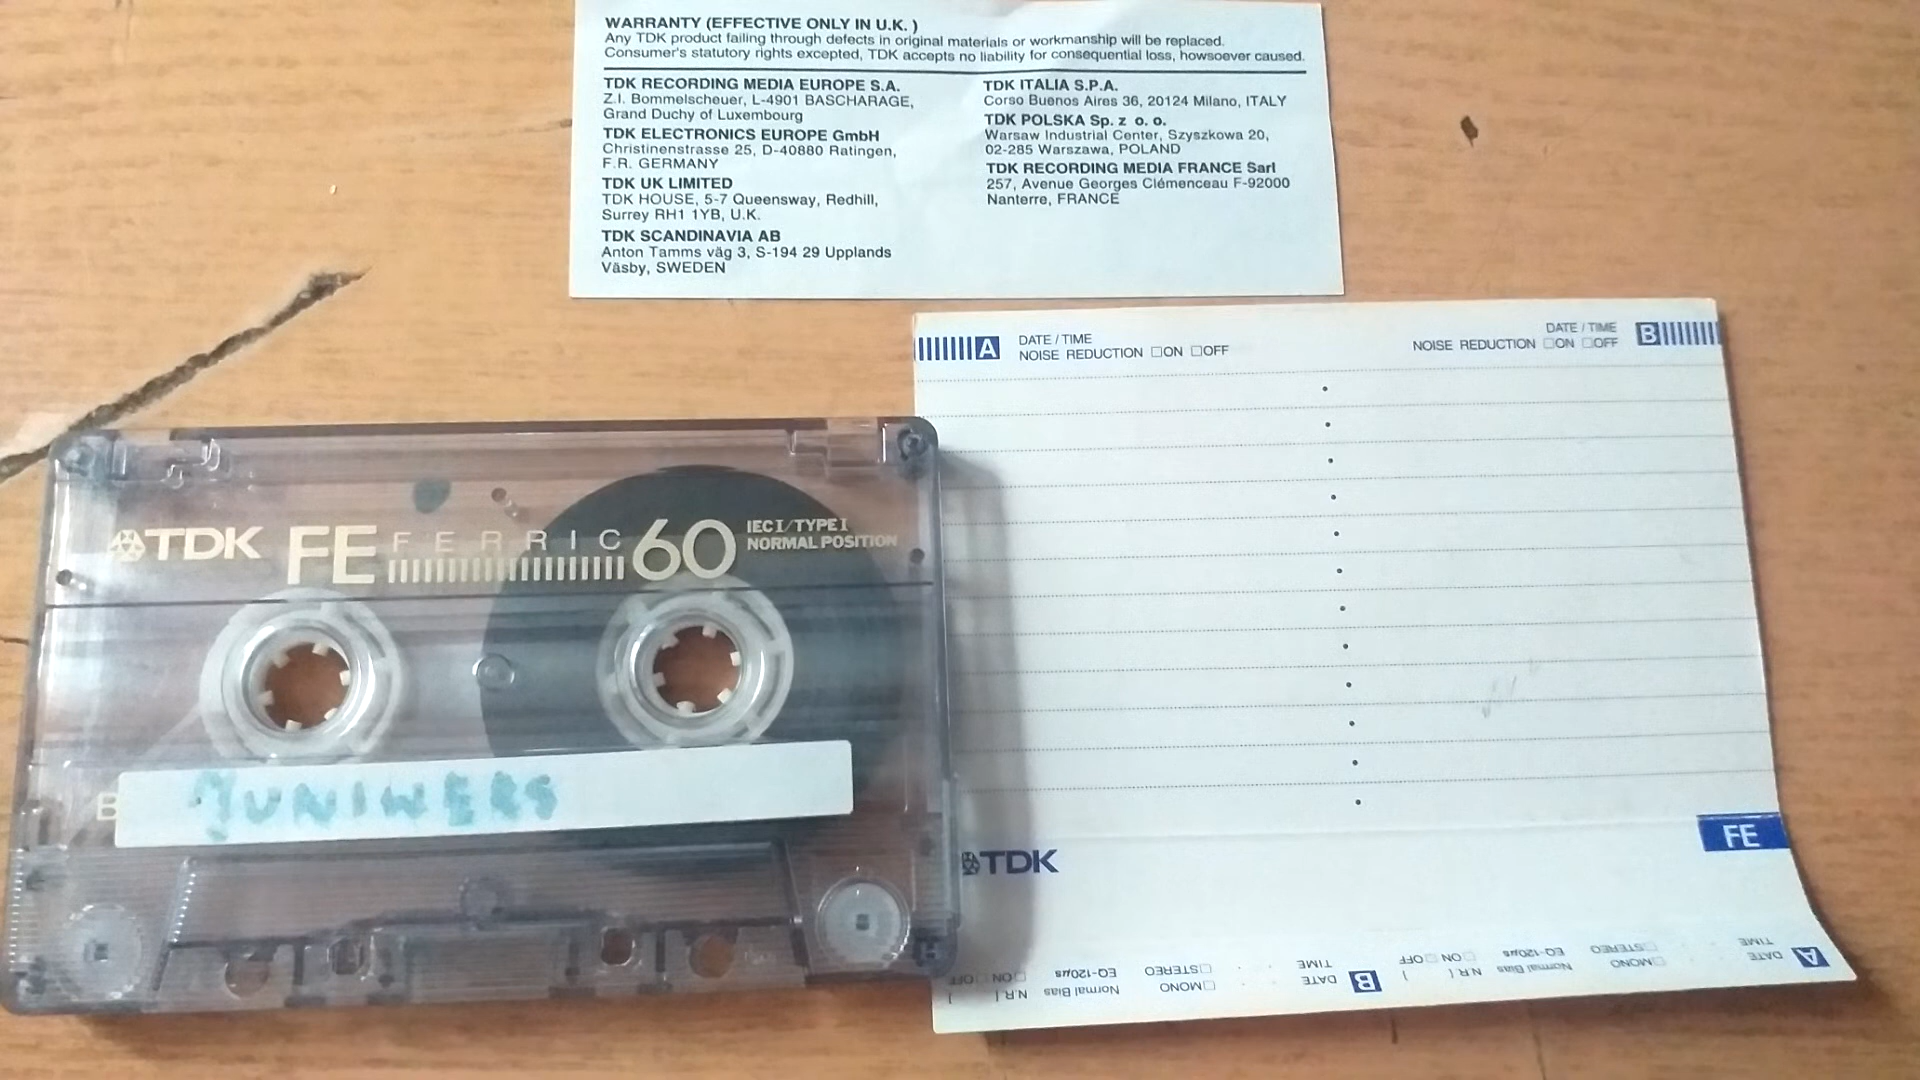 WARRANTY (EFFECTIVE ONLY IN U.K. )
Any TDK product failing through defects in original materials or workmanship will be replaced.
Consumer's statutory rights excepted, TDK accepts no liability for consequential loss, howsoever caused.
TDK RECORDING MEDIA EUROPE S.A.
Z.I. Bommelscheuer, L-4901 BASCHARAGE,
Grand Duchy of Luxembourg
TDK ELECTRONICS EUROPE GmbH
Christinenstrasse 25, D-40880 Ratingen,
F.R. GERMANY
TDK UK LIMITED
TDK HOUSE, 5-7 Queensway, Redhill,
Surrey RH1 1YB, U.K.
TDK SCANDINAVIA AB
Anton Tamms väg 3, S-194 29 Upplands
Väsby, SWEDEN
TDK ITALIA S.P.A.
Corso Buenos Aires 36, 20124 Milano, ITALY
TDK POLSKA Sp. z o. o.
Warsaw Industrial Center, Szyszkowa 20,
02-285 Warszawa, POLAND
TDK RECORDING MEDIA FRANCE Sarl
257, Avenue Georges Clémenceau F-92000
Nanterre, FRANCE
A DATE / TIME
NOISE REDUCTION □ON □OFF
DATE / TIME B
NOISE REDUCTION □ON □OFF
TDK FE FERRIC 60 IEC I / TYPE I
NORMAL POSITION
B
JUNIWERS
FE
TDK
A DATE
TIME
□MONO
□STEREO
Normal Bias
EQ-120µs
N.R. [ ]
□ON □OFF
B DATE
TIME
□MONO
□STEREO
Normal Bias
EQ-120µs
N.R. [ ]
□ON □OFF